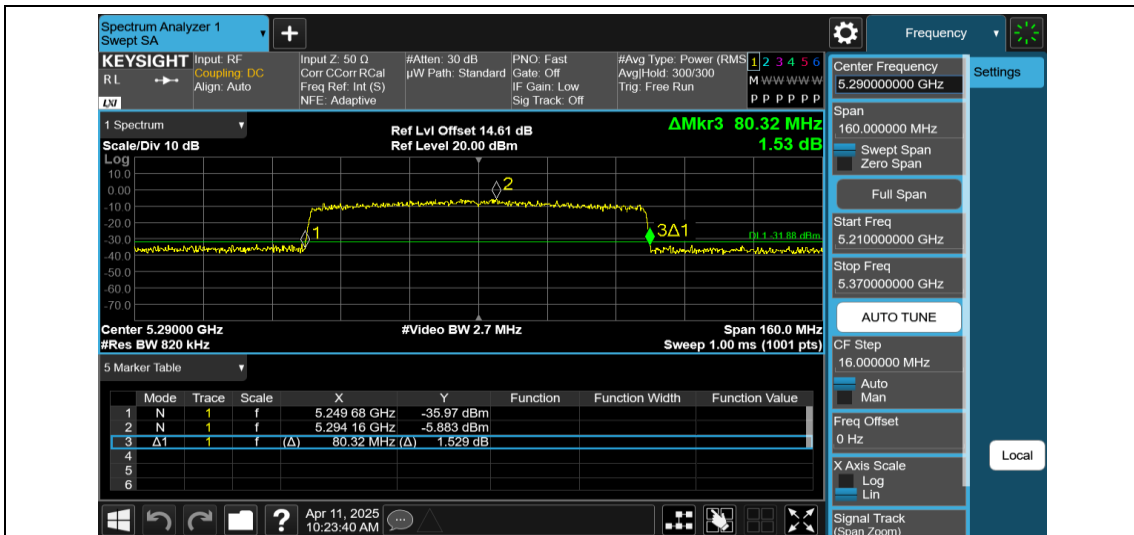 Spectrum Analyzer 1
Swept SA
Frequency
KEYSIGHT
RL
LXI
Input: RF
Coupling: DC
Align: Auto
Input Z: 50 Ω
Corr CCorr RCal
Freq Ref: Int (S)
NFE: Adaptive
#Atten: 30 dB
µW Path: Standard
PNO: Fast
Gate: Off
IF Gain: Low
Sig Track: Off
#Avg Type: Power (RMS
Avg|Hold: 300/300
Trig: Free Run
1 2 3 4 5 6
M W W W W W
P P P P P P
1 Spectrum
Scale/Div 10 dB
Ref Lvl Offset 14.61 dB
Ref Level 20.00 dBm
ΔMkr3 80.32 MHz
1.53 dB
Log
10.0
0.00
-10.0
-20.0
-30.0
-40.0
-50.0
-60.0
-70.0
1
2
3Δ1
DL1 -31.88 dBm
Center 5.29000 GHz
#Res BW 820 kHz
#Video BW 2.7 MHz
Span 160.0 MHz
Sweep 1.00 ms (1001 pts)
5 Marker Table
Mode Trace Scale X Y Function Function Width Function Value
1 N 1 f 5.249 68 GHz -35.97 dBm
2 N 1 f 5.294 16 GHz -5.883 dBm
3 Δ1 1 f (Δ) 80.32 MHz (Δ) 1.529 dB
4
5
6
?
Apr 11, 2025
10:23:40 AM
Center Frequency
5.290000000 GHz
Span
160.000000 MHz
Swept Span
Zero Span
Full Span
Start Freq
5.210000000 GHz
Stop Freq
5.370000000 GHz
AUTO TUNE
CF Step
16.000000 MHz
Auto
Man
Freq Offset
0 Hz
X Axis Scale
Log
Lin
Signal Track
(Span Zoom)
Settings
Local